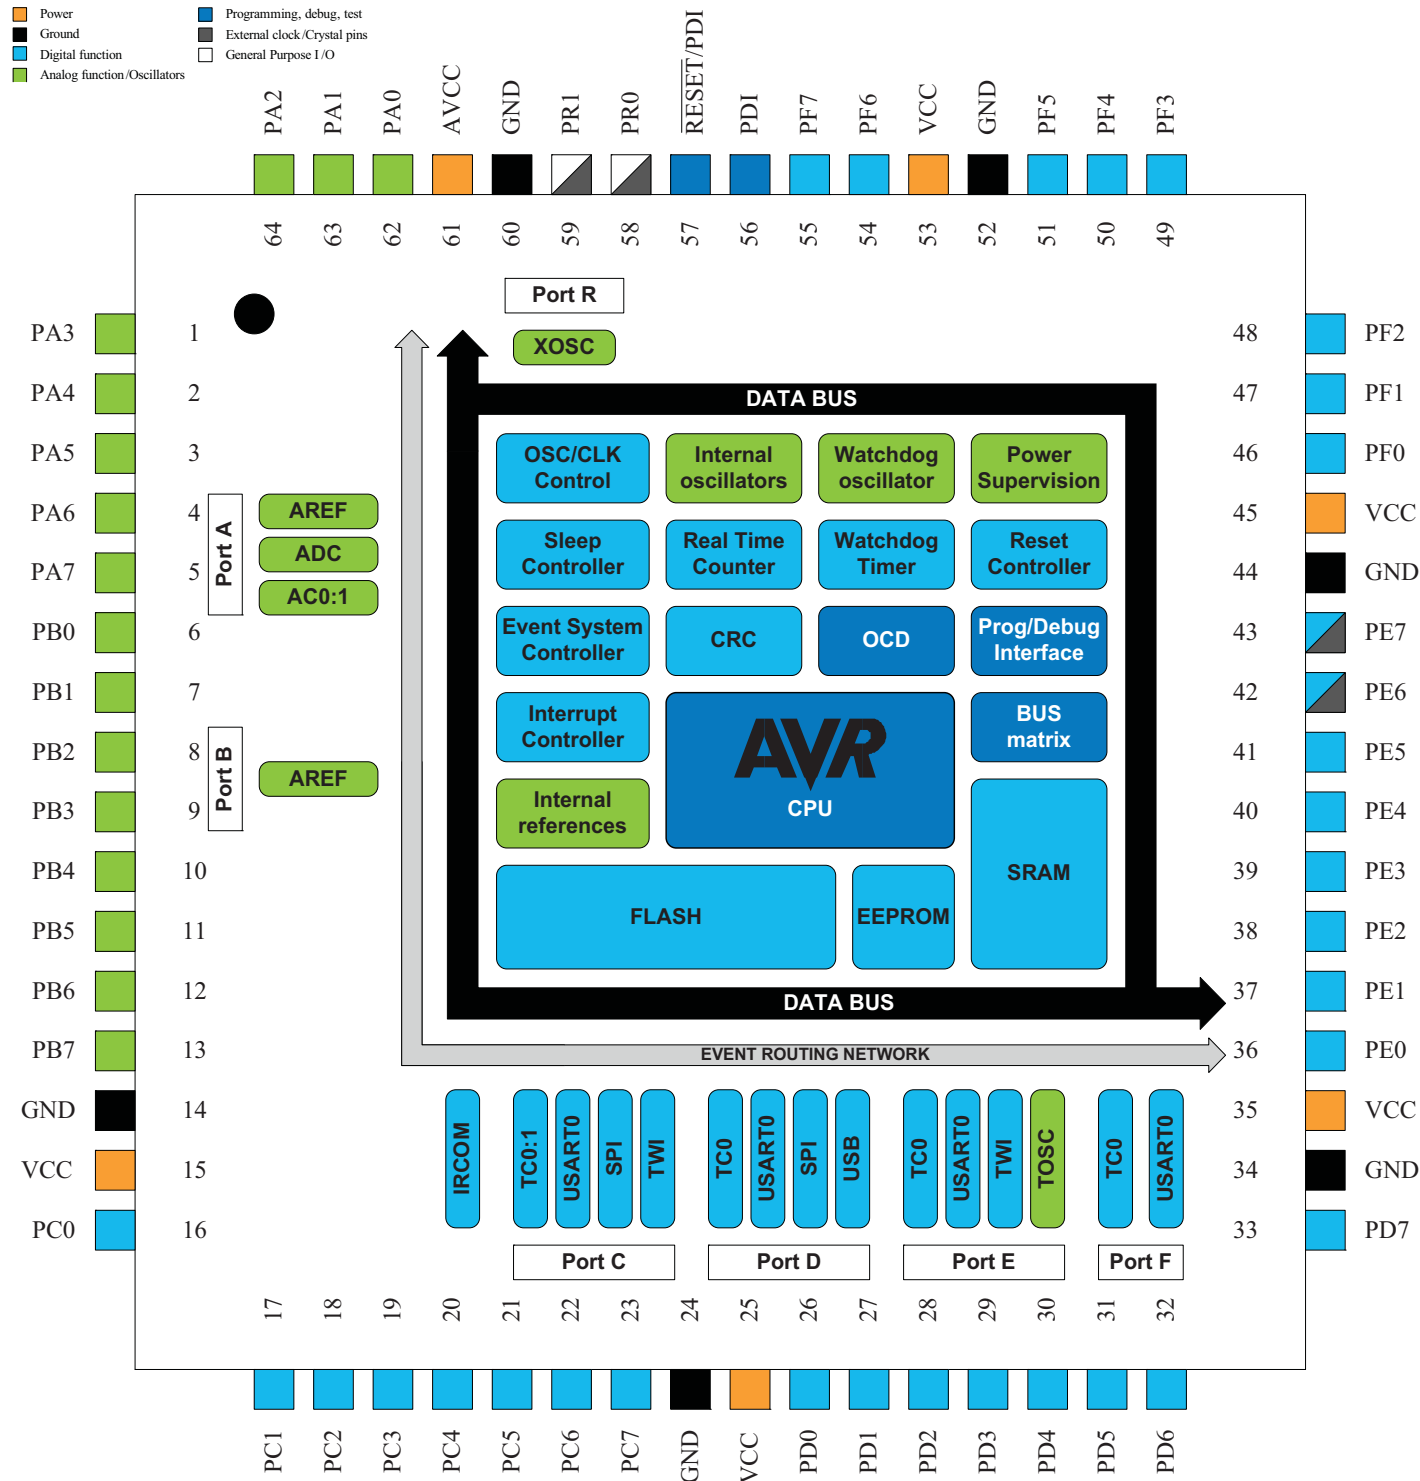 Power
Ground
Digital function
Analog function/Oscillators
Programming, debug, test
External clock/Crystal pins
General Purpose I/O
PA2
PA1
PA0
AVCC
GND
PR1
PR0
RESET/PDI
PDI
PF7
PF6
VCC
GND
PF5
PF4
PF3
64
63
62
61
60
59
58
57
56
55
54
53
52
51
50
49
PA3 1
PA4 2
PA5 3
PA6 4
PA7 5
PB0 6
PB1 7
PB2 8
PB3 9
PB4 10
PB5 11
PB6 12
PB7 13
GND 14
VCC 15
PC0 16
Port A
AREF
ADC
AC0:1
Port B
AREF
Port R
XOSC
DATA BUS
OSC/CLK
Control
Internal
oscillators
Watchdog
oscillator
Power
Supervision
Sleep
Controller
Real Time
Counter
Watchdog
Timer
Reset
Controller
Event System
Controller
CRC
OCD
Prog/Debug
Interface
Interrupt
Controller
AVR
CPU
BUS
matrix
Internal
references
SRAM
FLASH
EEPROM
DATA BUS
EVENT ROUTING NETWORK
48 PF2
47 PF1
46 PF0
45 VCC
44 GND
43 PE7
42 PE6
41 PE5
40 PE4
39 PE3
38 PE2
37 PE1
36 PE0
35 VCC
34 GND
33 PD7
IRCOM
TC0:1
USART0
SPI
TWI
TC0
USART0
SPI
USB
TC0
USART0
TWI
TOSC
TC0
USART0
Port C
Port D
Port E
Port F
17
18
19
20
21
22
23
24
25
26
27
28
29
30
31
32
PC1
PC2
PC3
PC4
PC5
PC6
PC7
GND
VCC
PD0
PD1
PD2
PD3
PD4
PD5
PD6